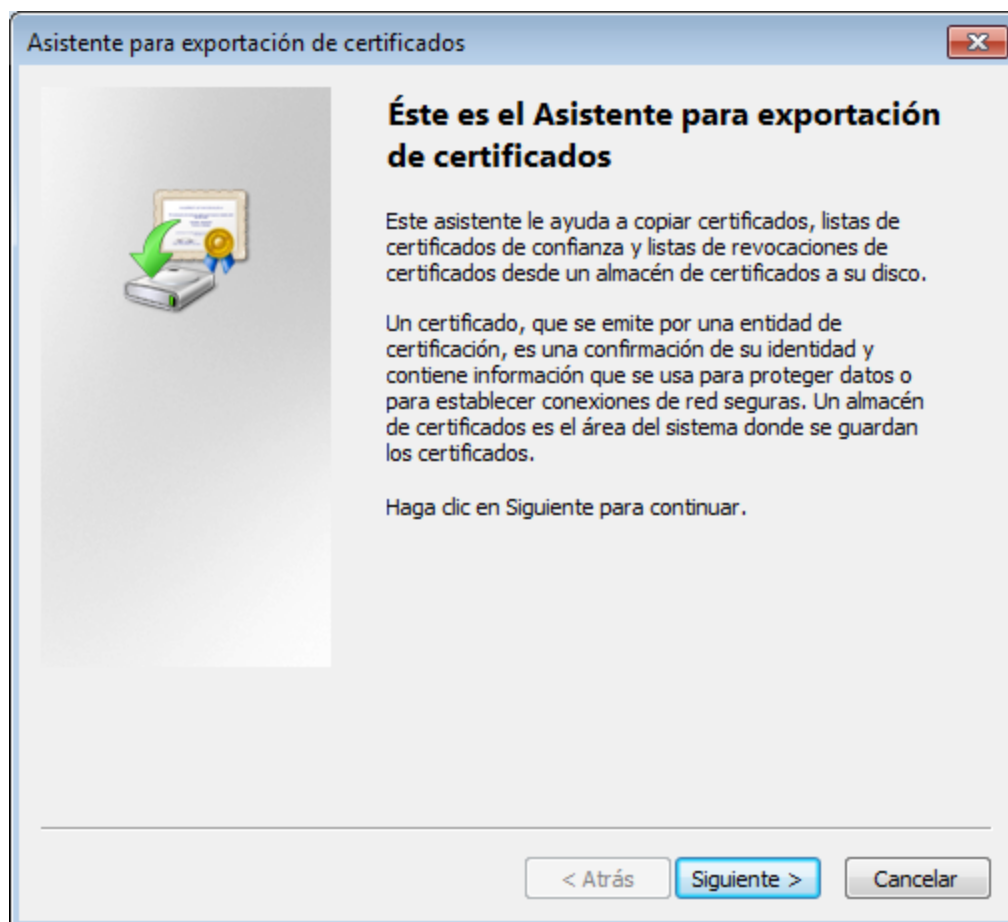 Asistente para exportación de certificados
Éste es el Asistente para exportación
de certificados
Este asistente le ayuda a copiar certificados, listas de
certificados de confianza y listas de revocaciones de
certificados desde un almacén de certificados a su disco.
Un certificado, que se emite por una entidad de
certificación, es una confirmación de su identidad y
contiene información que se usa para proteger datos o
para establecer conexiones de red seguras. Un almacén
de certificados es el área del sistema donde se guardan
los certificados.
Haga clic en Siguiente para continuar.
< Atrás
Siguiente >
Cancelar